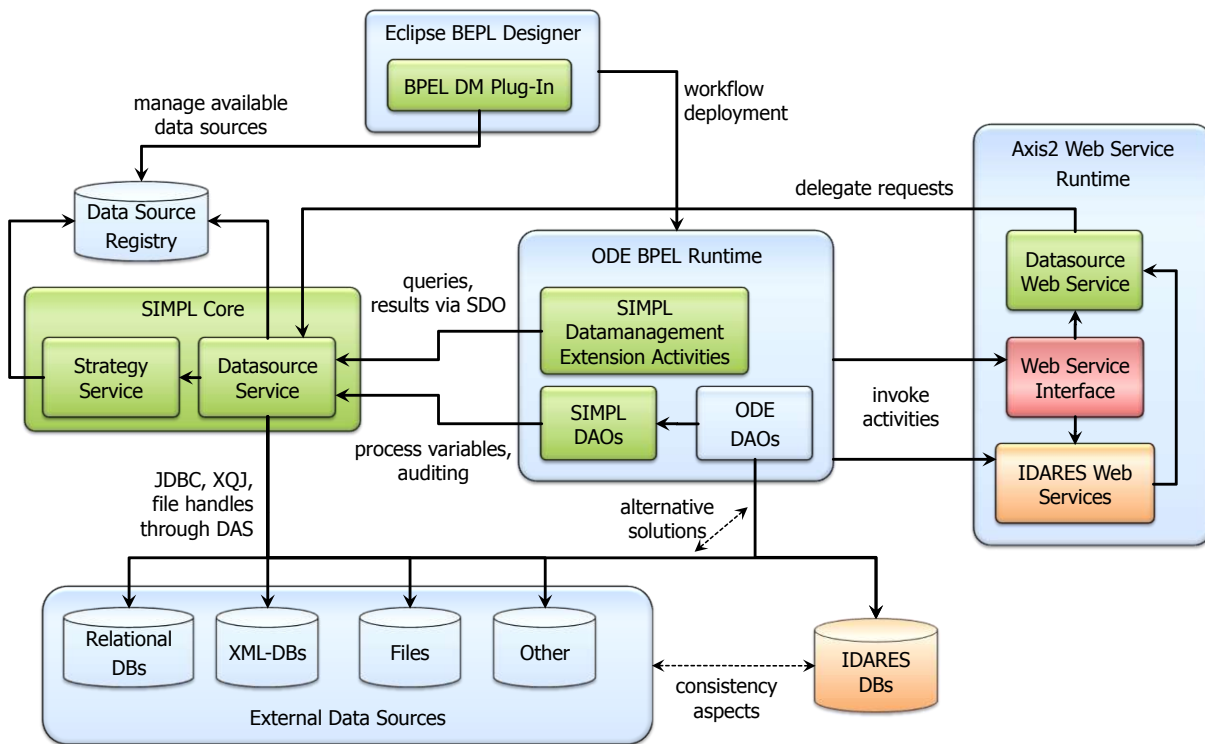 Eclipse BEPL Designer
BPEL DM Plug-In
manage available
data sources
workflow
deployment
Axis2 Web Service
Runtime
delegate requests
Data Source
Registry
ODE BPEL Runtime
Datasource
Web Service
queries,
results via SDO
SIMPL Core
SIMPL
Datamanagement
Extension Activities
Strategy
Service
Datasource
Service
Web Service
Interface
invoke
activities
SIMPL
DAOs
ODE
DAOs
process variables,
auditing
IDARES Web
Services
JDBC, XQJ,
file handles
through DAS
alternative
solutions
Relational
DBs
XML-DBs
Files
Other
IDARES
DBs
consistency
aspects
External Data Sources